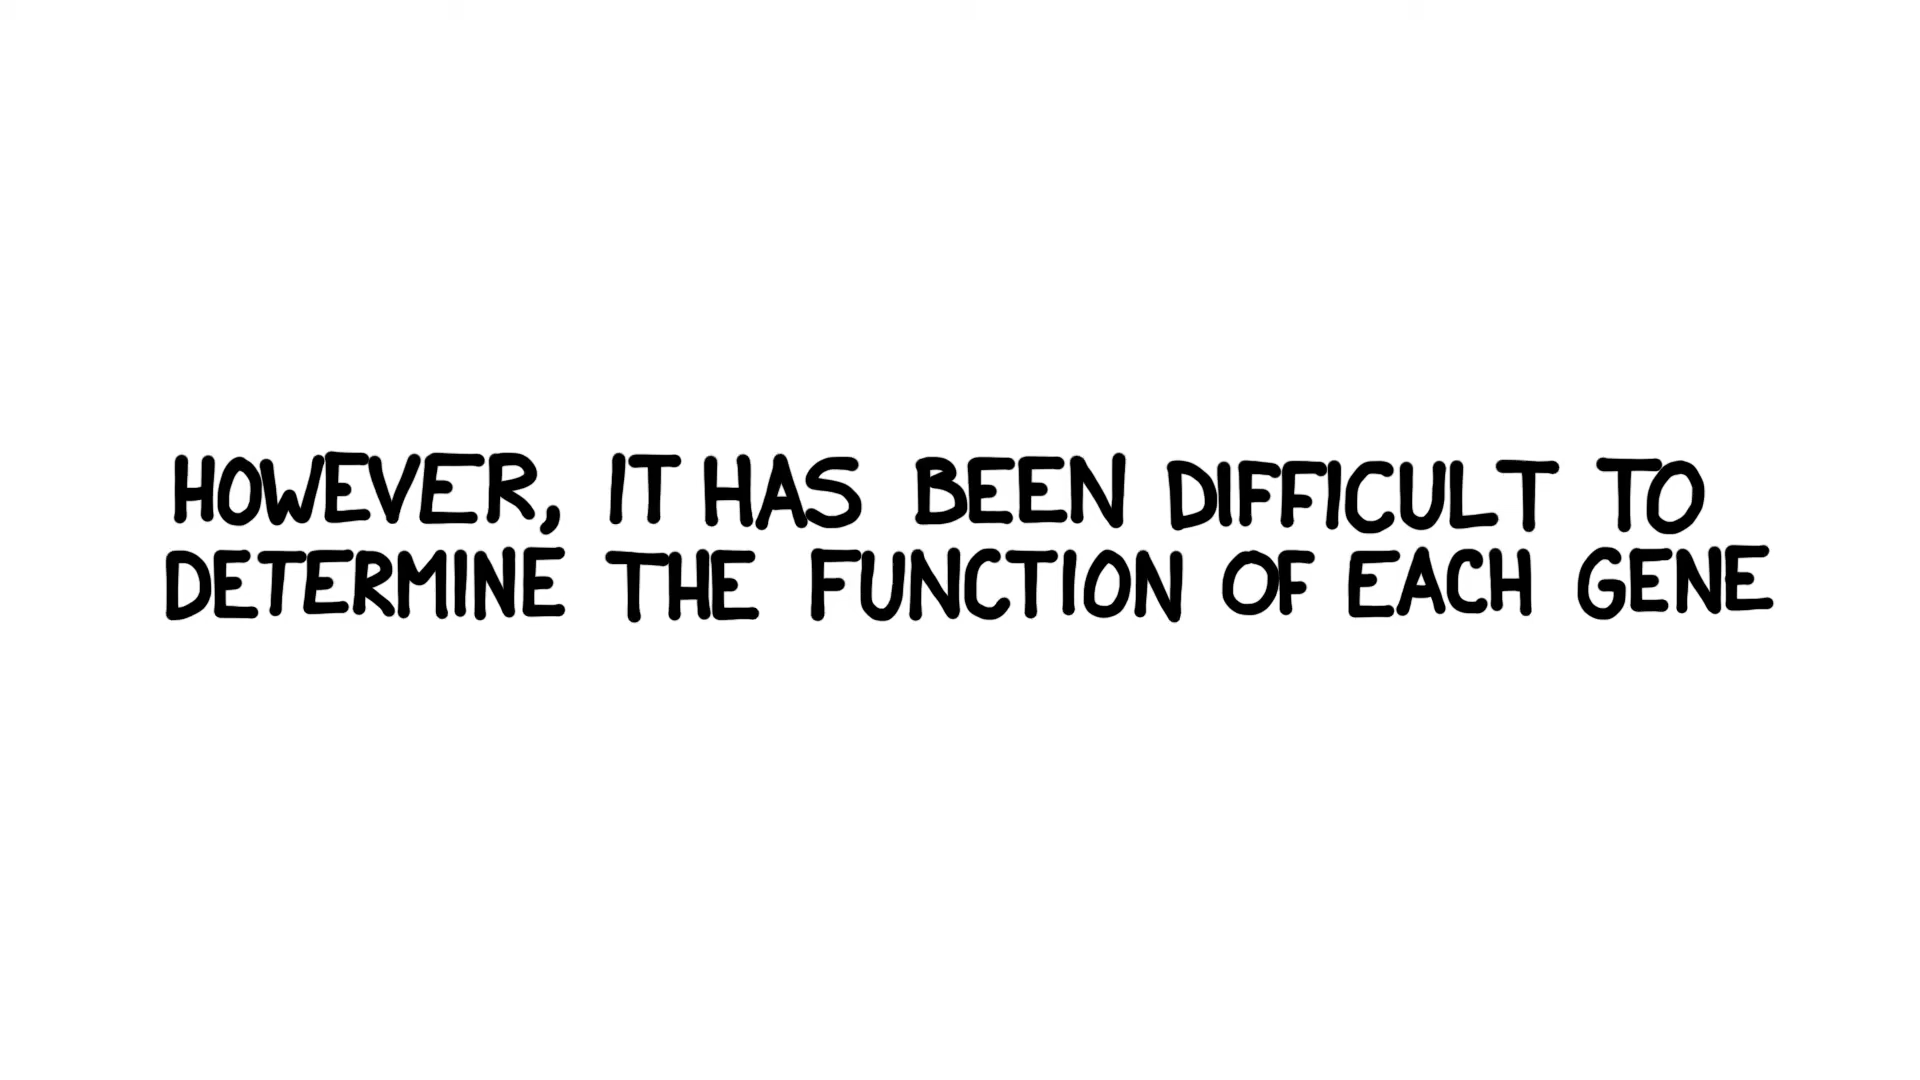 HOWEVER, IT HAS BEEN DIFFICULT TO
DETERMINE THE FUNCTION OF EACH GENE